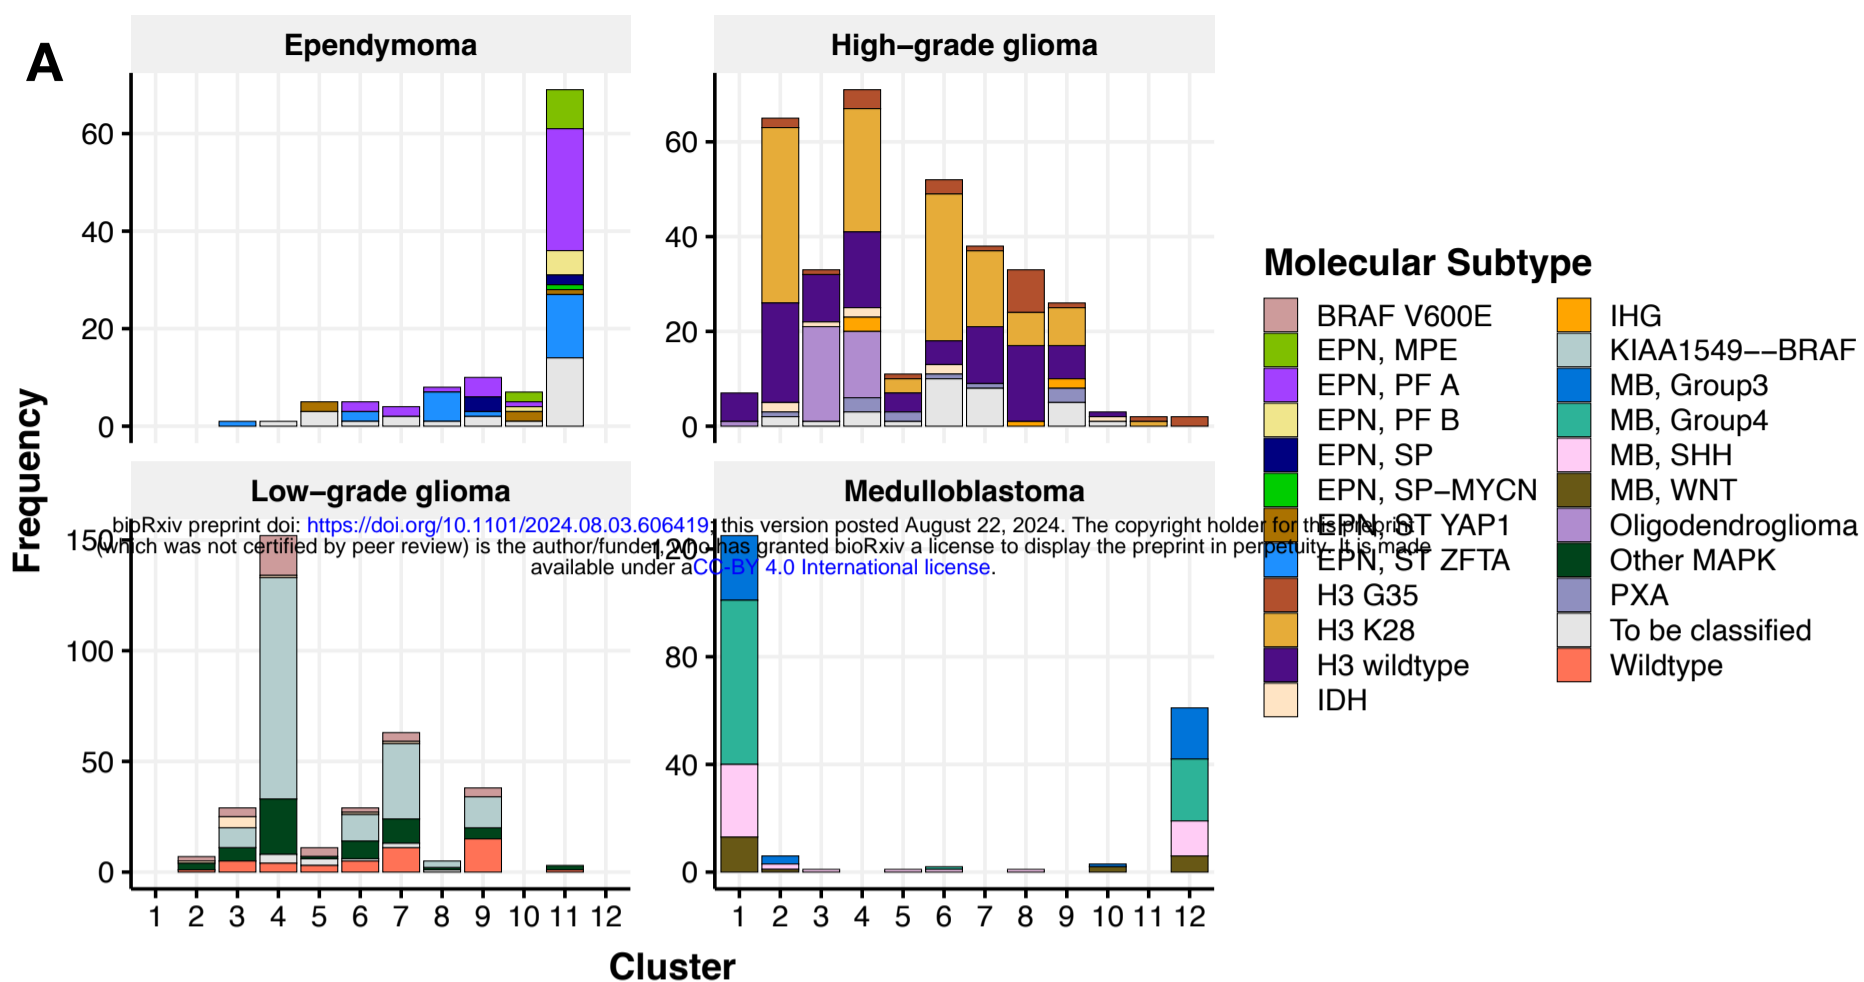 A
Ependymoma
High−grade glioma
60
40
20
0
60
40
20
0
Low−grade glioma
Medulloblastoma
bioRxiv preprint doi: https://doi.org/10.1101/2024.08.03.606419; this version posted August 22, 2024. The copyright holder for this preprint
(which was not certified by peer review) is the author/funder, who has granted bioRxiv a license to display the preprint in perpetuity. It is made
available under aCC-BY 4.0 International license.
150
100
50
0
120
80
40
0
1 2 3 4 5 6 7 8 9 10 11 12
1 2 3 4 5 6 7 8 9 10 11 12
Cluster
Frequency
Molecular Subtype
BRAF V600E
EPN, MPE
EPN, PF A
EPN, PF B
EPN, SP
EPN, SP−MYCN
EPN, ST YAP1
EPN, ST ZFTA
H3 G35
H3 K28
H3 wildtype
IDH
IHG
KIAA1549−−BRAF
MB, Group3
MB, Group4
MB, SHH
MB, WNT
Oligodendroglioma
Other MAPK
PXA
To be classified
Wildtype